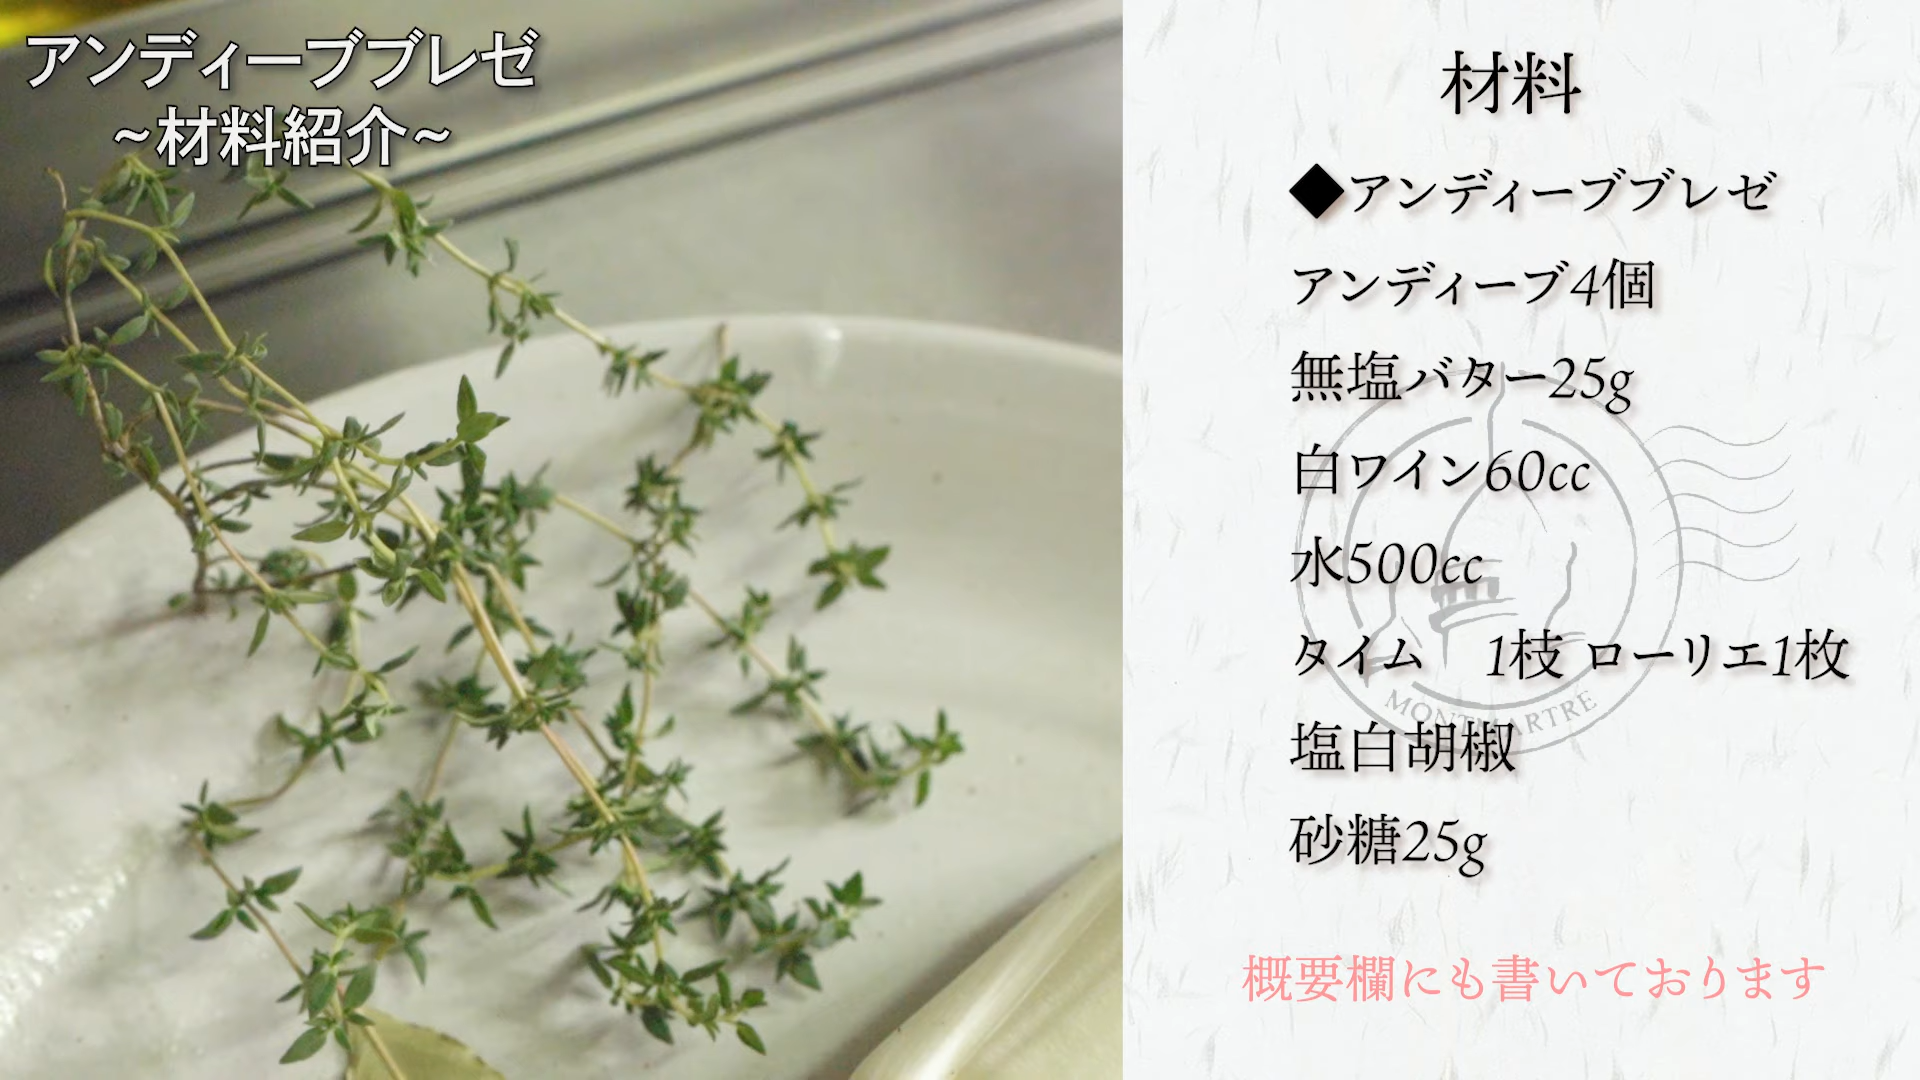 アンディーブブレゼ
~材料紹介~
材料
◆アンディーブブレゼ
アンディーブ4個
無塩バター25g
白ワイン60cc
水500cc
タイム　1枝 ローリエ1枚
MONTMARTRE
塩白胡椒
砂糖25g
概要欄にも書いております